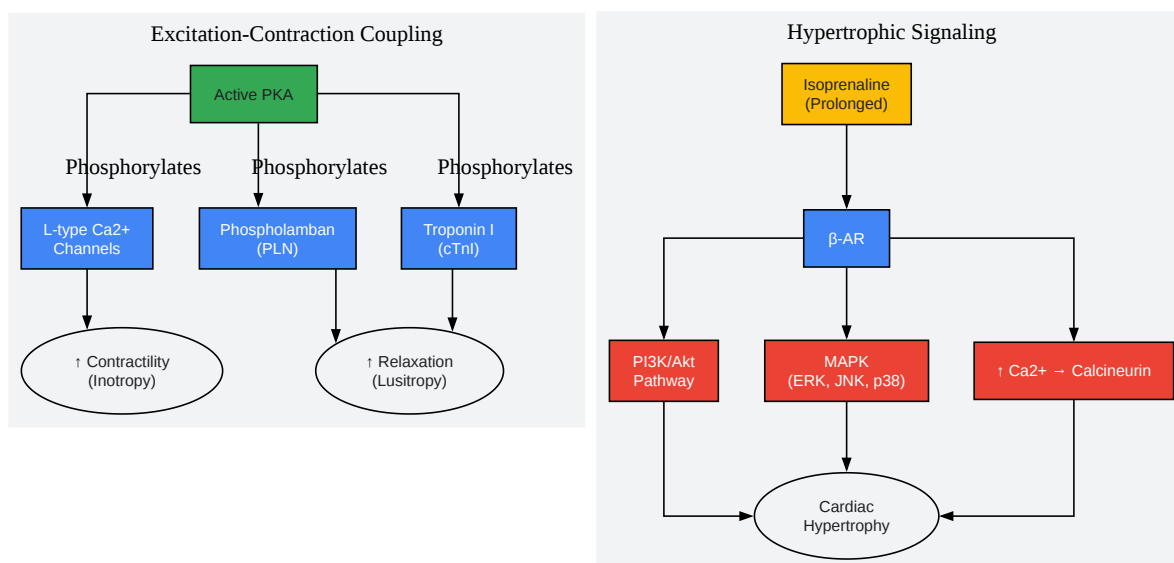 Excitation-Contraction Coupling
Active PKA
Phosphorylates
Phosphorylates
Phosphorylates
L-type Ca2+
Channels
Phospholamban
(PLN)
Troponin I
(cTnI)
↑ Contractility
(Inotropy)
↑ Relaxation
(Lusitropy)
Hypertrophic Signaling
Isoprenaline
(Prolonged)
β-AR
PI3K/Akt
Pathway
MAPK
(ERK, JNK, p38)
↑ Ca2+ → Calcineurin
Cardiac
Hypertrophy